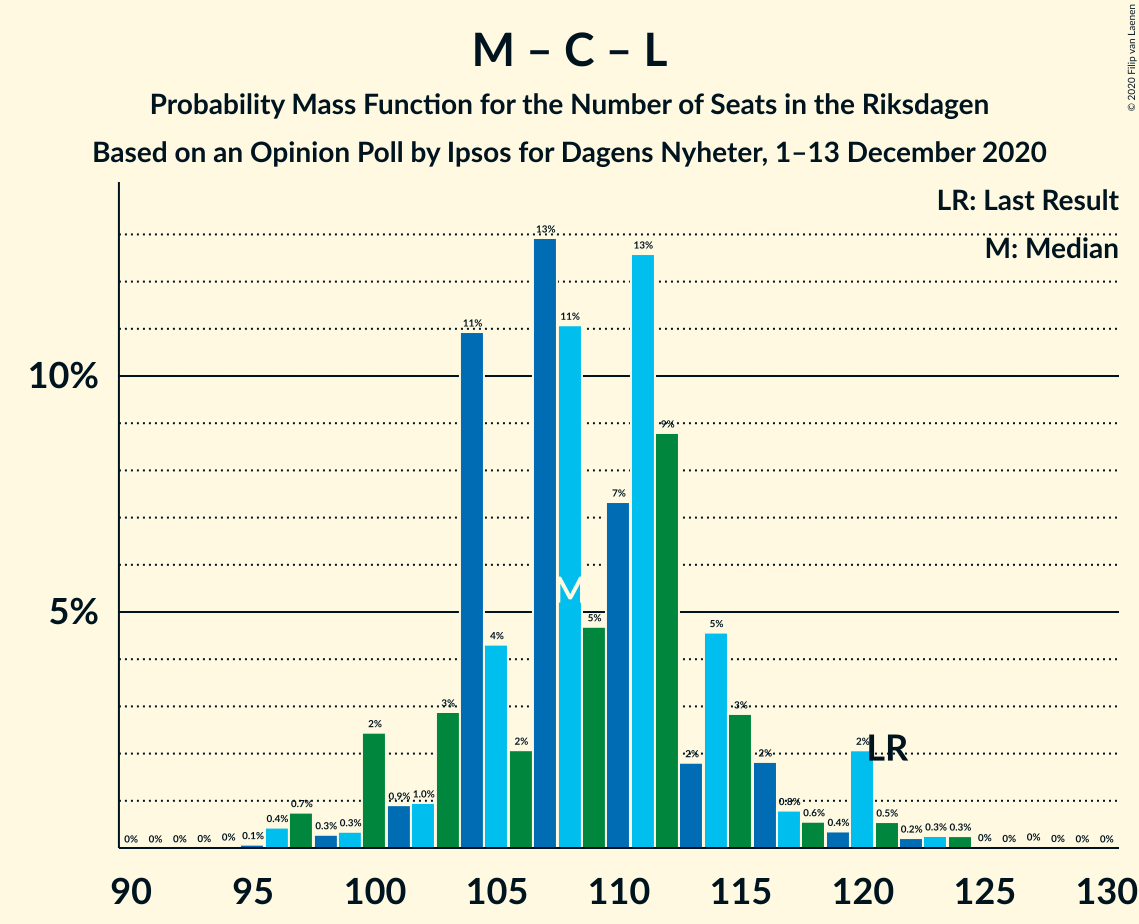 M – C – L
Probability Mass Function for the Number of Seats in the Riksdagen
Based on an Opinion Poll by Ipsos for Dagens Nyheter, 1–13 December 2020
© 2020 Filip van Laenen
LR: Last Result
M: Median
10%
5%
0% 0% 0% 0% 0% 0.1% 0.4% 0.7% 0.3% 0.3% 2% 0.9% 1.0% 3% 11% 4% 2% 13% 11% 5% 7% 13% 9% 2% 5% 3% 2% 0.8% 0.6% 0.4% 2% 0.5% 0.2% 0.3% 0.3% 0% 0% 0% 0% 0% 0%
M
LR
90 95 100 105 110 115 120 125 130